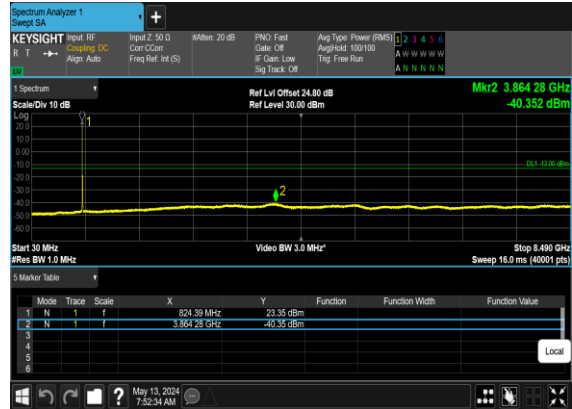 Spectrum Analyzer 1
Swept SA
+
KEYSIGHT Input: RF Input Z: 50 Ω #Atten: 20 dB PNO: Fast Avg Type: Power (RMS) 1 2 3 4 5 6
R T Coupling: DC Corr CCorr Gate: Off Avg|Hold: 100/100 A W W W W W
Align: Auto Freq Ref: Int (S) IF Gain: Low Trig: Free Run
Sig Track: Off A N N N N N
1 Spectrum Ref Lvl Offset 24.80 dB Mkr2 3.864 28 GHz
Scale/Div 10 dB Ref Level 30.00 dBm -40.352 dBm
Log
1
20.0
10.0
0.00
-10.0 DL1 -13.00 dBm
-20.0
-30.0
2
-40.0
-50.0
-60.0
Start 30 MHz Video BW 3.0 MHz* Stop 8.490 GHz
#Res BW 1.0 MHz Sweep 16.0 ms (40001 pts)
5 Marker Table
Mode Trace Scale X Y Function Function Width Function Value
1 N 1 f 824.39 MHz 23.35 dBm
2 N 1 f 3.864 28 GHz -40.35 dBm
3
4
5
6
Local
? May 13, 2024
7:52:34 AM